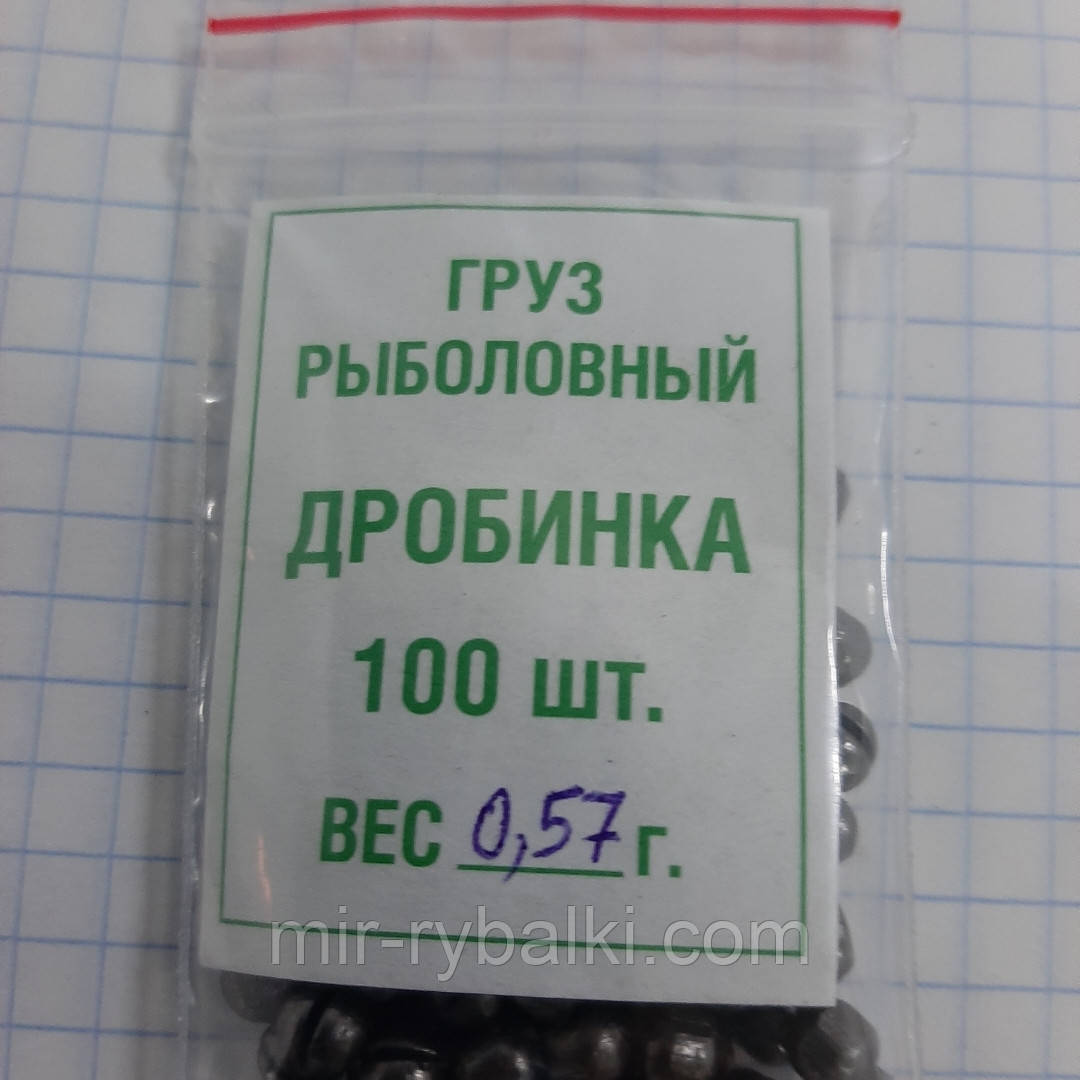 ГРУЗ
РЫБОЛОВНЫЙ
ДРОБИНКА
100 шт.
ВЕС 0,57 г.
mir-rybalki.com